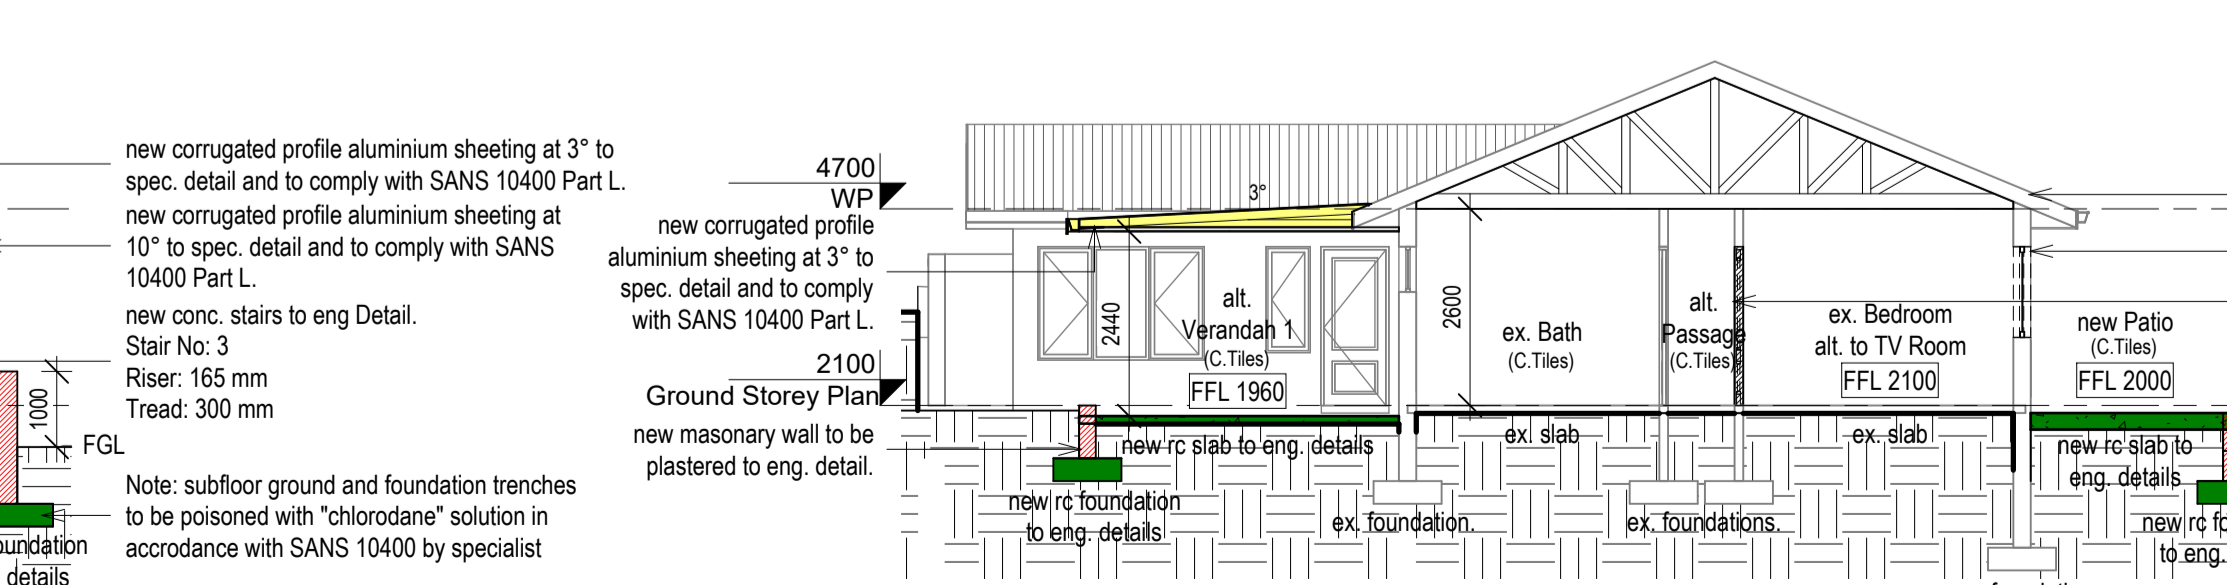 new corrugated profile aluminium sheeting at 3° to
spec. detail and to comply with SANS 10400 Part L.
new corrugated profile aluminium sheeting at
10° to spec. detail and to comply with SANS
10400 Part L.
new conc. stairs to eng Detail.
Stair No: 3
Riser: 165 mm
Tread: 300 mm
1000
FGL
Note: subfloor ground and foundation trenches
to be poisoned with "chlorodane" solution in
accrodance with SANS 10400 by specialist
details
4700
WP
new corrugated profile
aluminium sheeting at 3° to
spec. detail and to comply
with SANS 10400 Part L.
2100
Ground Storey Plan
new masonary wall to be
plastered to eng. detail.
3°
2440
alt.
Verandah 1
(C.Tiles)
FFL 1960
new rc slab to eng. details
new rc foundation
to eng. details
2600
ex. Bath
(C.Tiles)
alt.
Passage
(C.Tiles)
ex. Bedroom
alt. to TV Room
FFL 2100
new Patio
(C.Tiles)
FFL 2000
ex. slab
ex. slab
ex. foundation.
ex. foundations.
new rc slab to
eng. details
new rc
to eng.